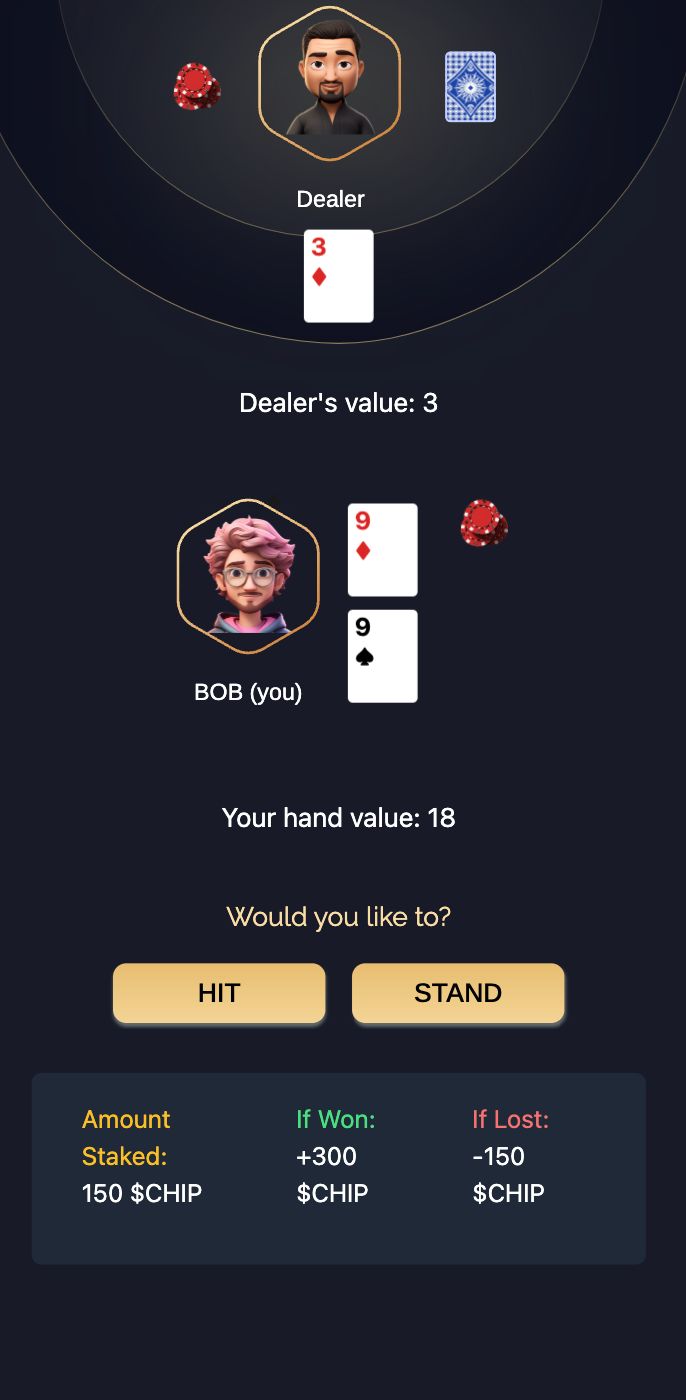 Dealer
3
Dealer's value: 3
9
9
BOB (you)
Your hand value: 18
Would you like to?
HIT STAND
Amount Staked: If Won: If Lost:
150 $CHIP +300 $CHIP -150 $CHIP